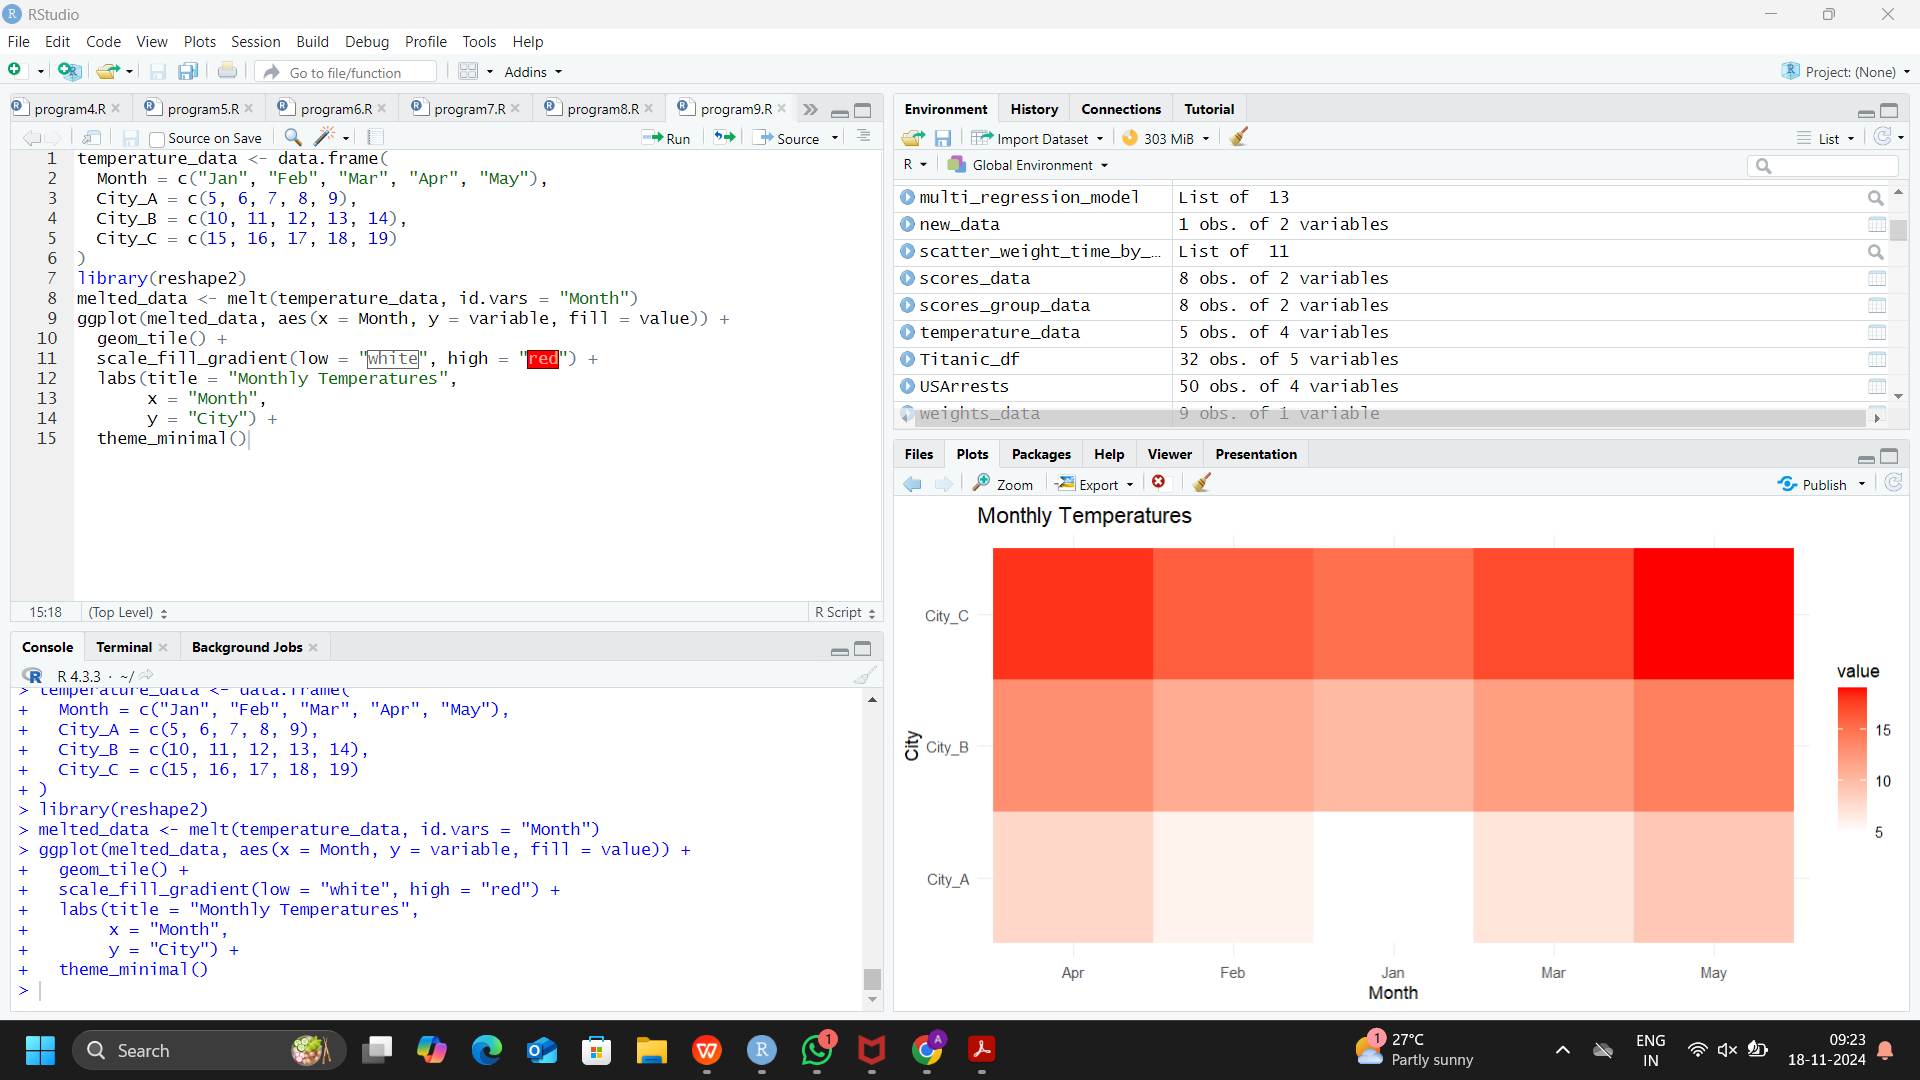 RStudio
File Edit Code View Plots Session Build Debug Profile Tools Help
Go to file/function Addins Project: (None)
program4.R program5.R program6.R program7.R program8.R program9.R
Source on Save Run Source
1 temperature_data <- data.frame(
2 Month = c("Jan", "Feb", "Mar", "Apr", "May"),
3 City_A = c(5, 6, 7, 8, 9),
4 City_B = c(10, 11, 12, 13, 14),
5 City_C = c(15, 16, 17, 18, 19)
6 )
7 library(reshape2)
8 melted_data <- melt(temperature_data, id.vars = "Month")
9 ggplot(melted_data, aes(x = Month, y = variable, fill = value)) +
10 geom_tile() +
11 scale_fill_gradient(low = "white", high = "red") +
12 labs(title = "Monthly Temperatures",
13 x = "Month",
14 y = "City") +
15 theme_minimal()
15:18 (Top Level) R Script
Console Terminal Background Jobs
R 4.3.3 · ~/
> temperature_data <- data.frame(
+ Month = c("Jan", "Feb", "Mar", "Apr", "May"),
+ City_A = c(5, 6, 7, 8, 9),
+ City_B = c(10, 11, 12, 13, 14),
+ City_C = c(15, 16, 17, 18, 19)
+ )
> library(reshape2)
> melted_data <- melt(temperature_data, id.vars = "Month")
> ggplot(melted_data, aes(x = Month, y = variable, fill = value)) +
+ geom_tile() +
+ scale_fill_gradient(low = "white", high = "red") +
+ labs(title = "Monthly Temperatures",
+ x = "Month",
+ y = "City") +
+ theme_minimal()
>
Environment History Connections Tutorial
Import Dataset 303 MiB List
R Global Environment
multi_regression_model List of 13
new_data 1 obs. of 2 variables
scatter_weight_time_by_… List of 11
scores_data 8 obs. of 2 variables
scores_group_data 8 obs. of 2 variables
temperature_data 5 obs. of 4 variables
Titanic_df 32 obs. of 5 variables
USArrests 50 obs. of 4 variables
weights_data 9 obs. of 1 variable
Files Plots Packages Help Viewer Presentation
Zoom Export Publish
Monthly Temperatures
City_C
City_B
City_A
City
Apr Feb Jan Mar May
Month
value
15
10
5
Search
1
A
1
27°C
Partly sunny
ENG
IN
09:23
18-11-2024